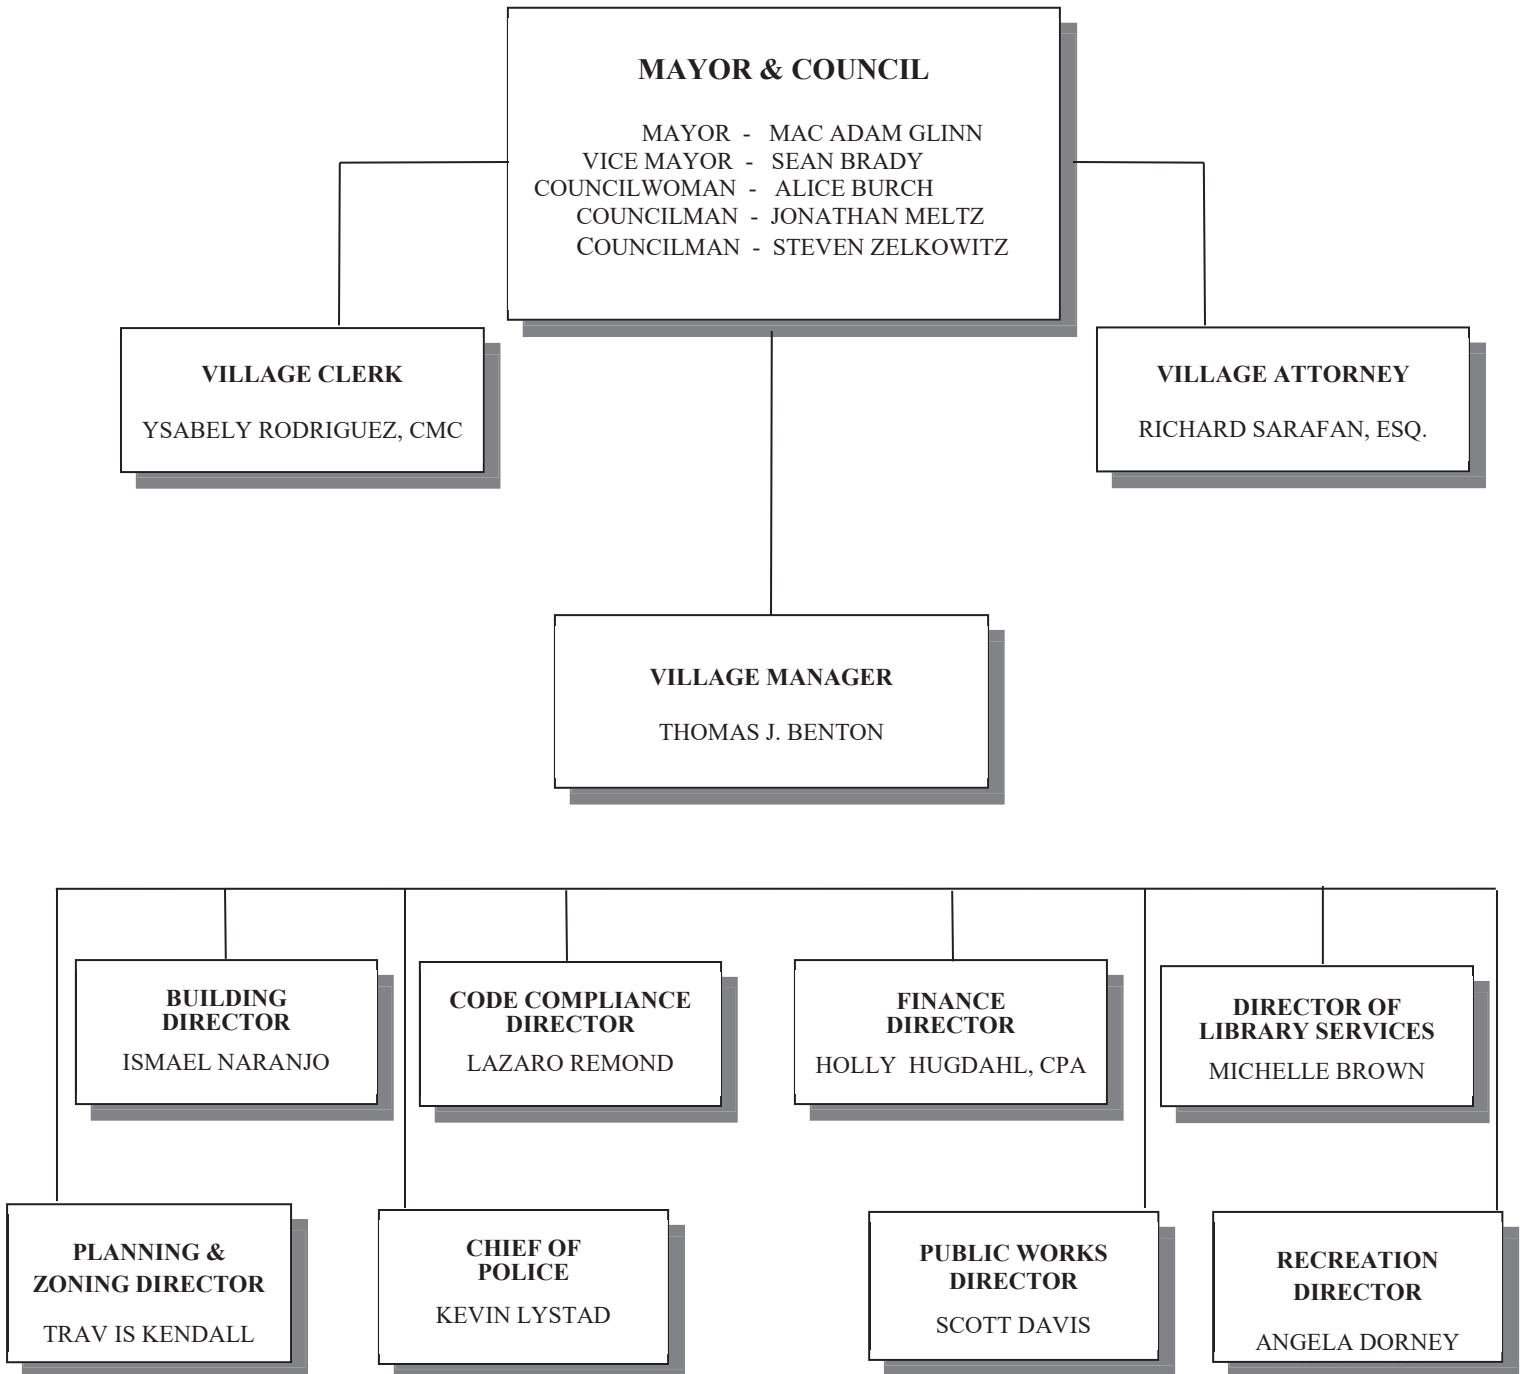 MAYOR & COUNCIL
MAYOR - MAC ADAM GLINN
VICE MAYOR - SEAN BRADY
COUNCILWOMAN - ALICE BURCH
COUNCILMAN - JONATHAN MELTZ
COUNCILMAN - STEVEN ZELKOWITZ
VILLAGE CLERK
YSABELY RODRIGUEZ, CMC
VILLAGE ATTORNEY
RICHARD SARAFAN, ESQ.
VILLAGE MANAGER
THOMAS J. BENTON
BUILDING
DIRECTOR
ISMAEL NARANJO
CODE COMPLIANCE
DIRECTOR
LAZARO REMOND
FINANCE
DIRECTOR
HOLLY HUGDAHL, CPA
DIRECTOR OF
LIBRARY SERVICES
MICHELLE BROWN
PLANNING &
ZONING DIRECTOR
TRAV IS KENDALL
CHIEF OF
POLICE
KEVIN LYSTAD
PUBLIC WORKS
DIRECTOR
SCOTT DAVIS
RECREATION
DIRECTOR
ANGELA DORNEY